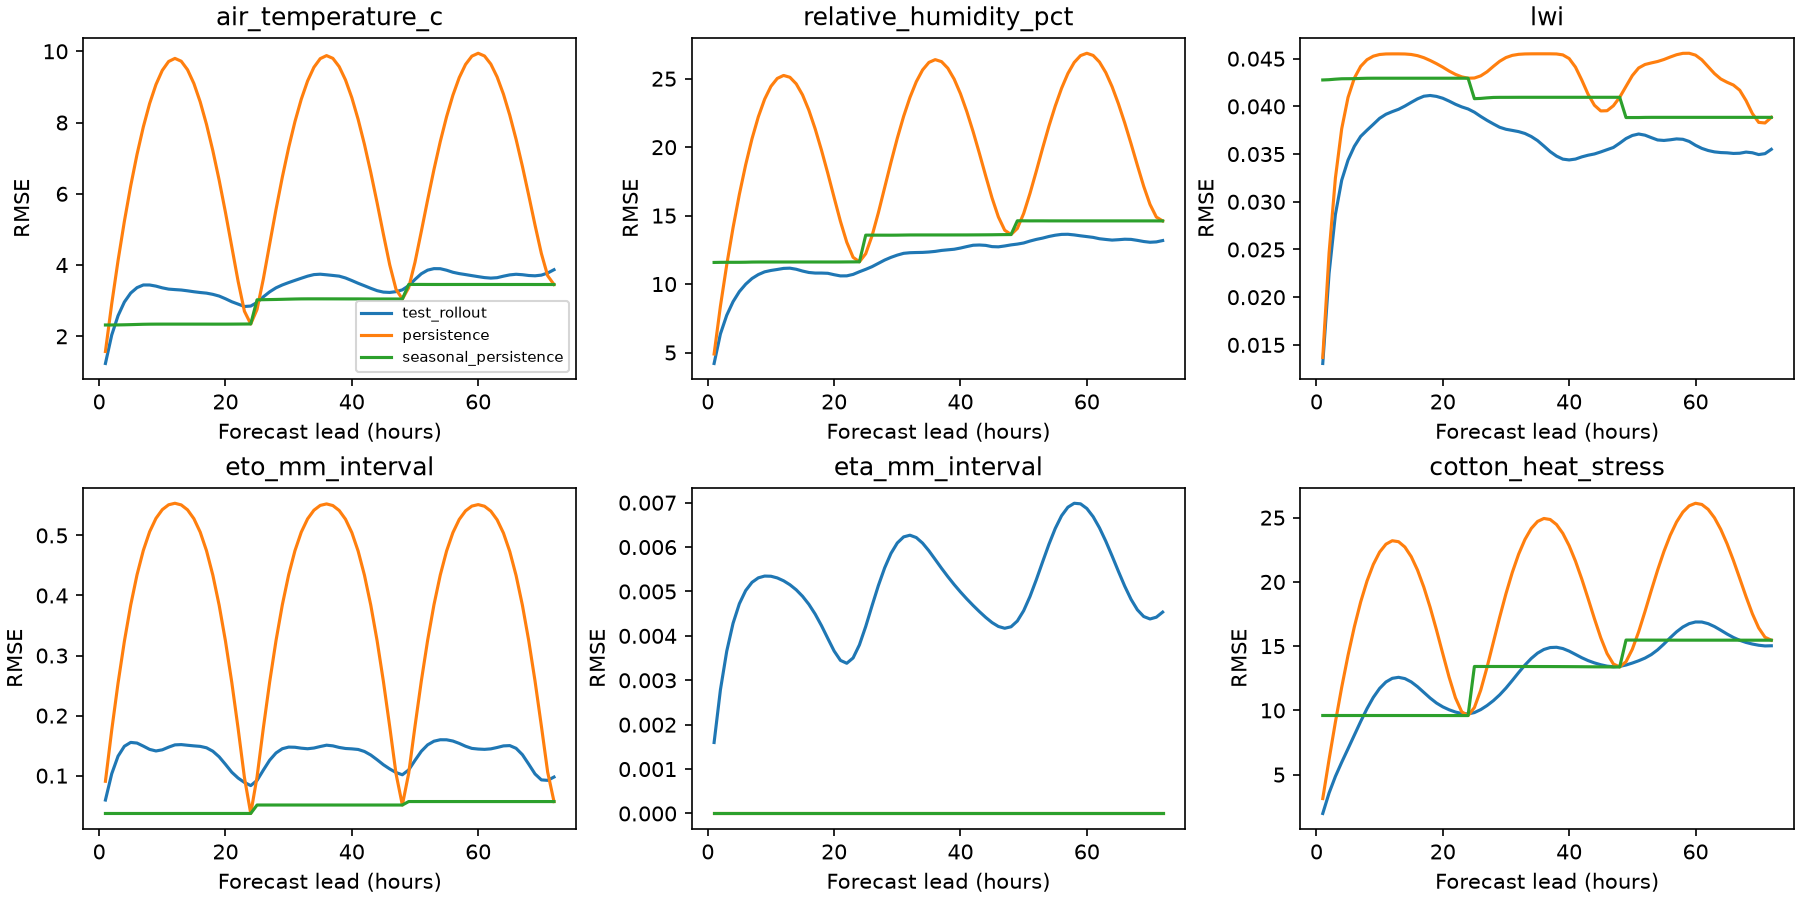 air_temperature_c
relative_humidity_pct
lwi
RMSE
10
8
6
4
2
0
20
40
60
Forecast lead (hours)
test_rollout
persistence
seasonal_persistence
RMSE
25
20
15
10
5
0
20
40
60
Forecast lead (hours)
RMSE
0.045
0.040
0.035
0.030
0.025
0.020
0.015
0
20
40
60
Forecast lead (hours)
eto_mm_interval
eta_mm_interval
cotton_heat_stress
RMSE
0.5
0.4
0.3
0.2
0.1
0
20
40
60
Forecast lead (hours)
RMSE
0.007
0.006
0.005
0.004
0.003
0.002
0.001
0.000
0
20
40
60
Forecast lead (hours)
RMSE
25
20
15
10
5
0
20
40
60
Forecast lead (hours)